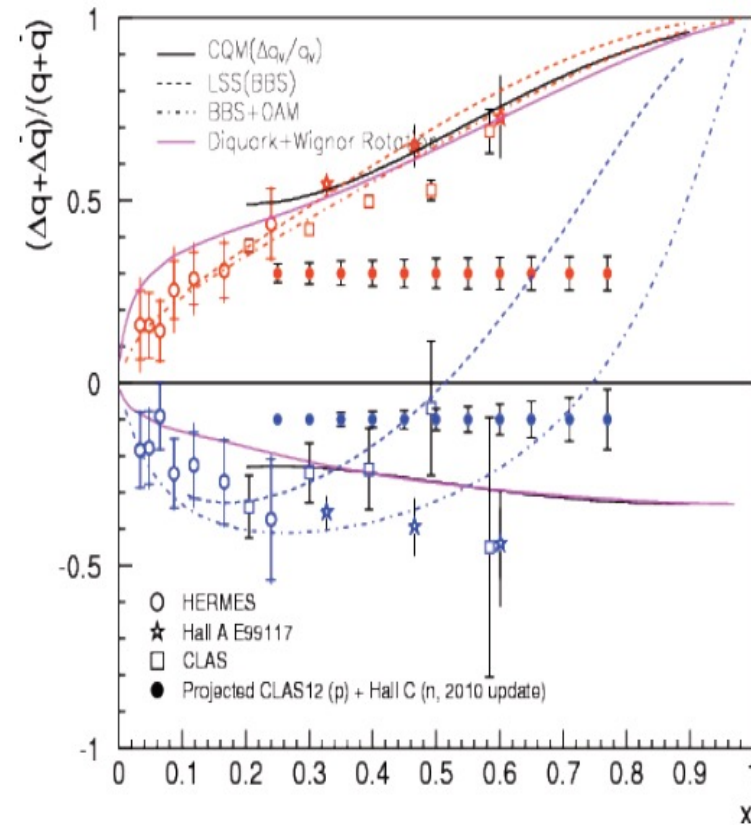 (Δq+Δq̄)/(q+q̄)
1
0.5
0
-0.5
-1
CQM(Δqᵥ/qᵥ)
LSS(BBS)
BBS+OAM
Diquark+Wignor Rotation
HERMES
Hall A E99117
CLAS
Projected CLAS12 (p) + Hall C (n, 2010 update)
0 0.1 0.2 0.3 0.4 0.5 0.6 0.7 0.8 0.9
x